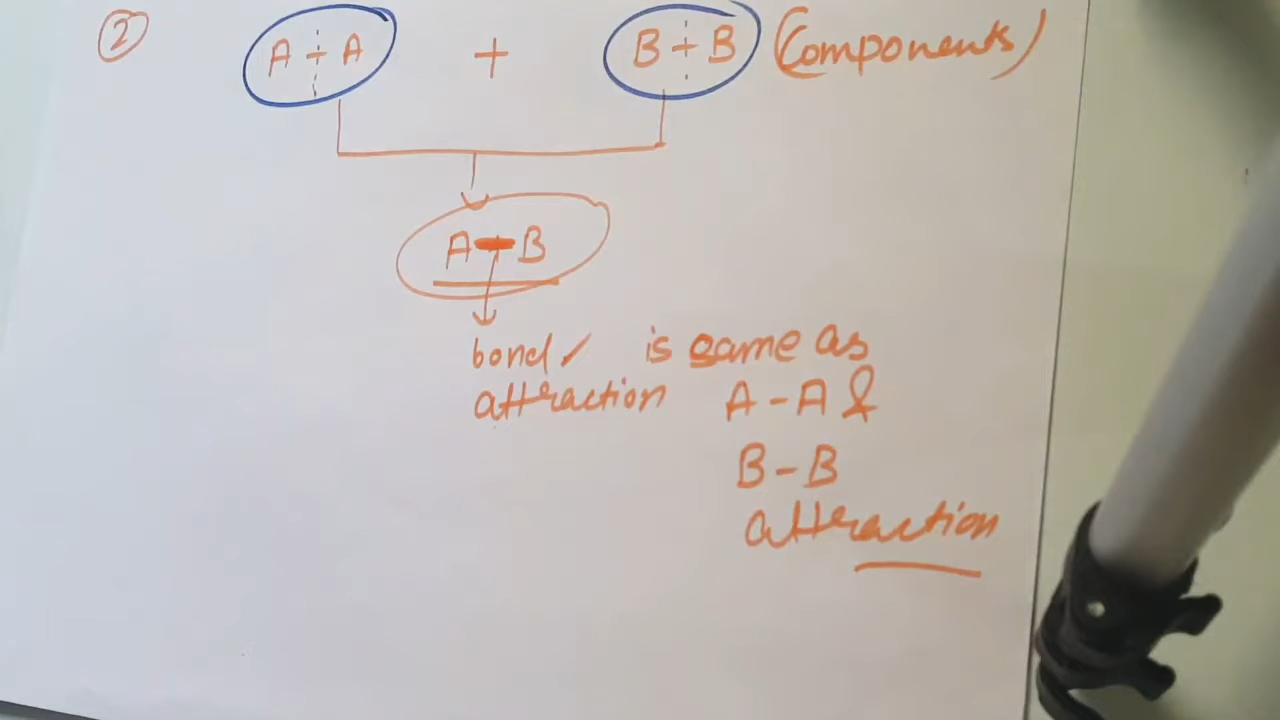 ② A + A + B + B (Components)
A - B
bond/ is same as
attraction A - A &
B - B
attraction